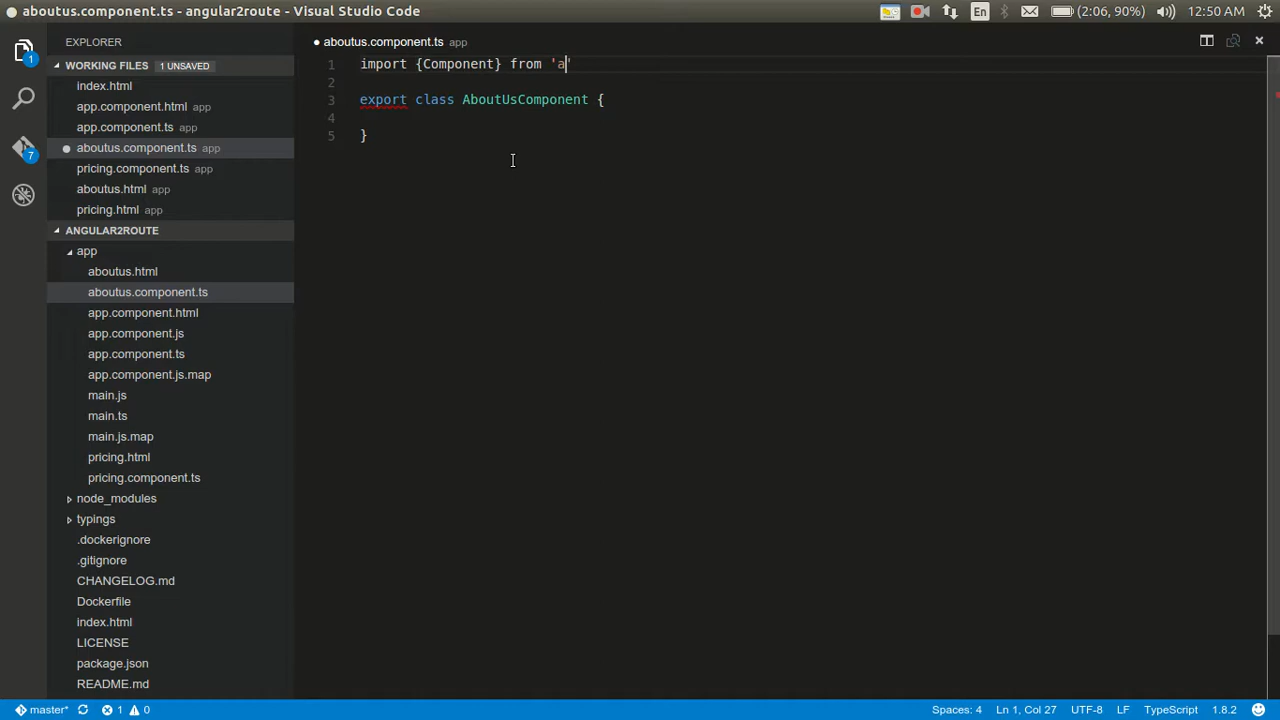 aboutus.component.ts - angular2route - Visual Studio Code
En
(2:06, 90%)
12:50 AM
1
7
EXPLORER
WORKING FILES 1 UNSAVED
index.html
app.component.html app
app.component.ts app
aboutus.component.ts app
pricing.component.ts app
aboutus.html app
pricing.html app
ANGULAR2ROUTE
app
aboutus.html
aboutus.component.ts
app.component.html
app.component.js
app.component.ts
app.component.js.map
main.js
main.ts
main.js.map
pricing.html
pricing.component.ts
node_modules
typings
.dockerignore
.gitignore
CHANGELOG.md
Dockerfile
index.html
LICENSE
package.json
README.md
aboutus.component.ts app
1 import {Component} from 'a'
2
3 export class AboutUsComponent {
4
5 }
master* 1 0
Spaces: 4 Ln 1, Col 27 UTF-8 LF TypeScript 1.8.2